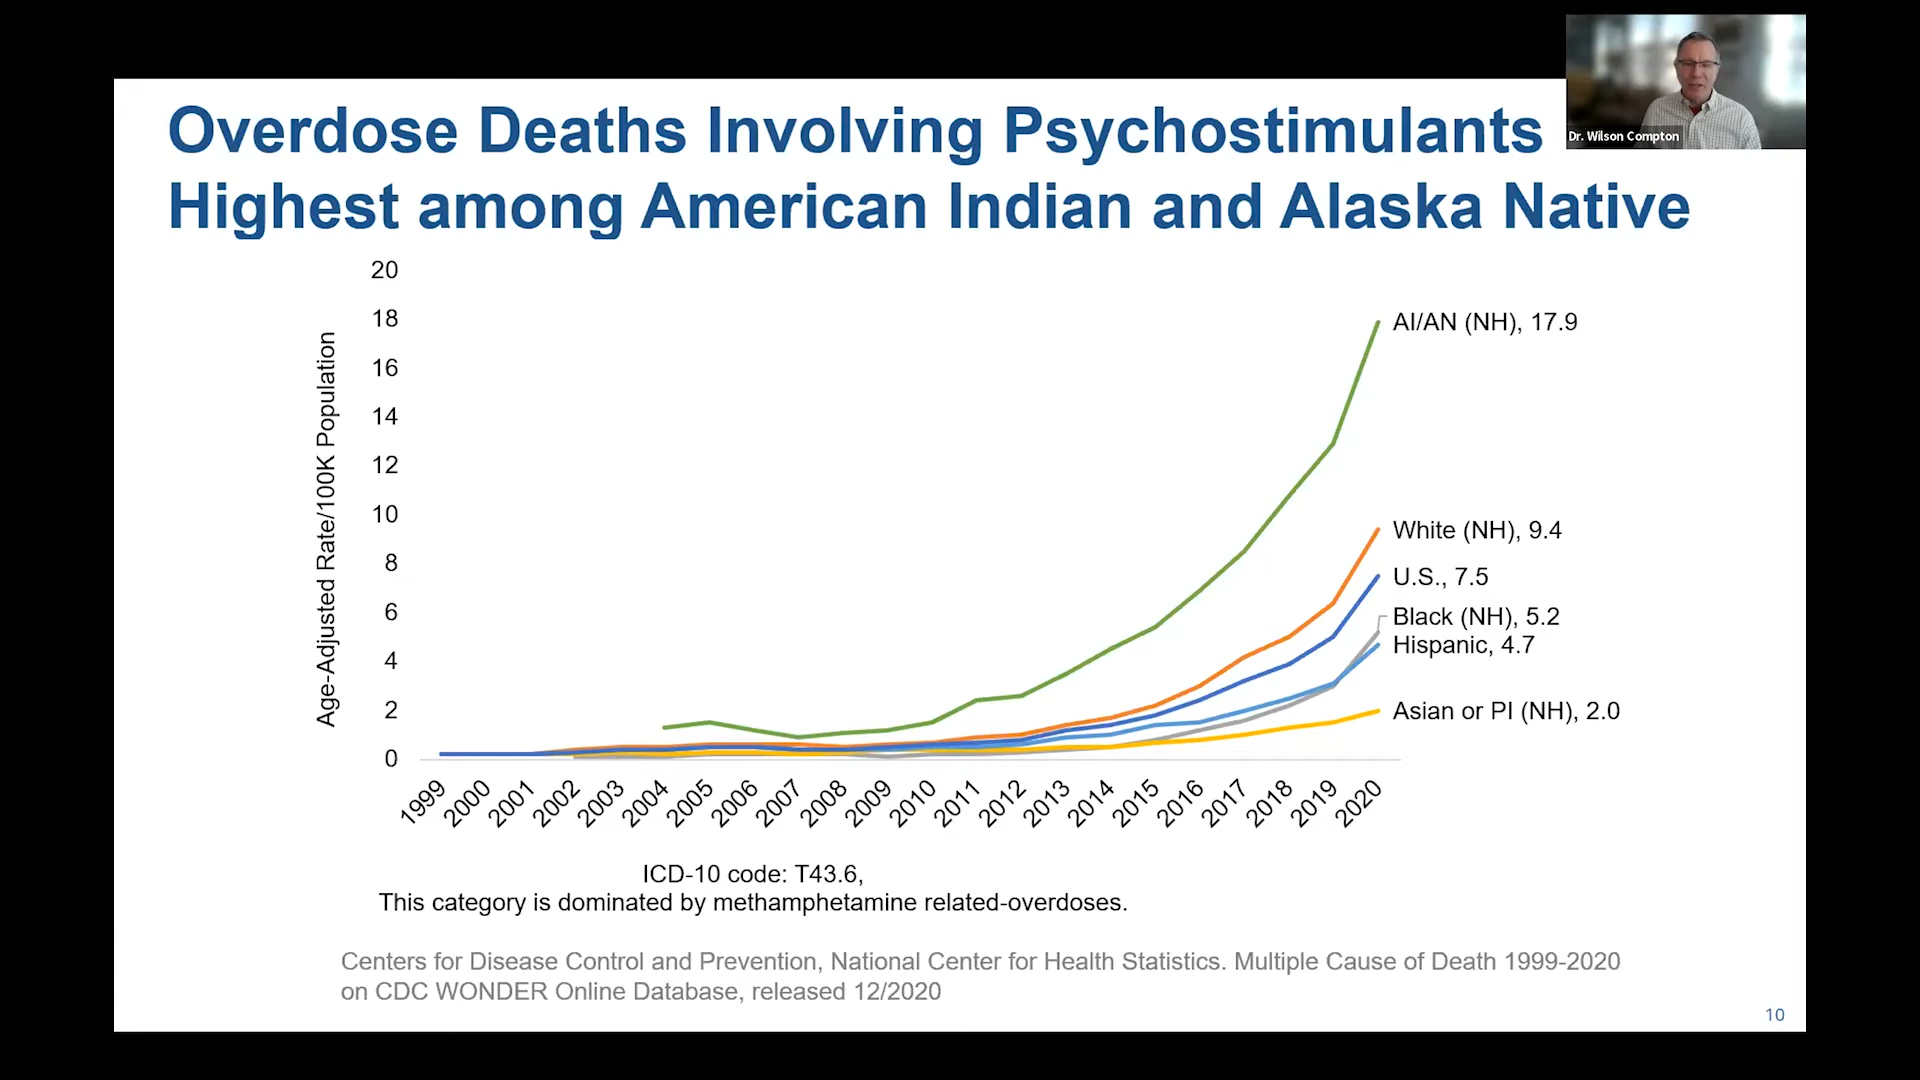 Overdose Deaths Involving Psychostimulants
Highest among American Indian and Alaska Native
Dr. Wilson Compton
Age-Adjusted Rate/100K Population
20
18
16
14
12
10
8
6
4
2
0
AI/AN (NH), 17.9
White (NH), 9.4
U.S., 7.5
Black (NH), 5.2
Hispanic, 4.7
Asian or PI (NH), 2.0
1999
2000
2001
2002
2003
2004
2005
2006
2007
2008
2009
2010
2011
2012
2013
2014
2015
2016
2017
2018
2019
2020
ICD-10 code: T43.6,
This category is dominated by methamphetamine related-overdoses.
Centers for Disease Control and Prevention, National Center for Health Statistics. Multiple Cause of Death 1999-2020
on CDC WONDER Online Database, released 12/2020
10